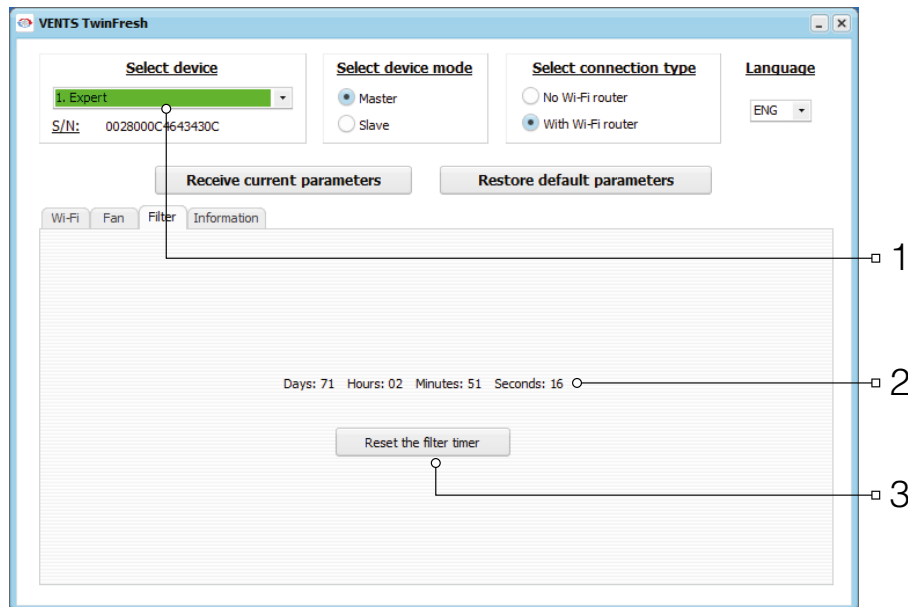 VENTS TwinFresh
Select device
1. Expert
S/N: 0028000C4643430C
Select device mode
Master
Slave
Select connection type
No Wi-Fi router
With Wi-Fi router
Language
ENG
Receive current parameters
Restore default parameters
Wi-Fi Fan Filter Information
1
Days: 71 Hours: 02 Minutes: 51 Seconds: 16
2
Reset the filter timer
3